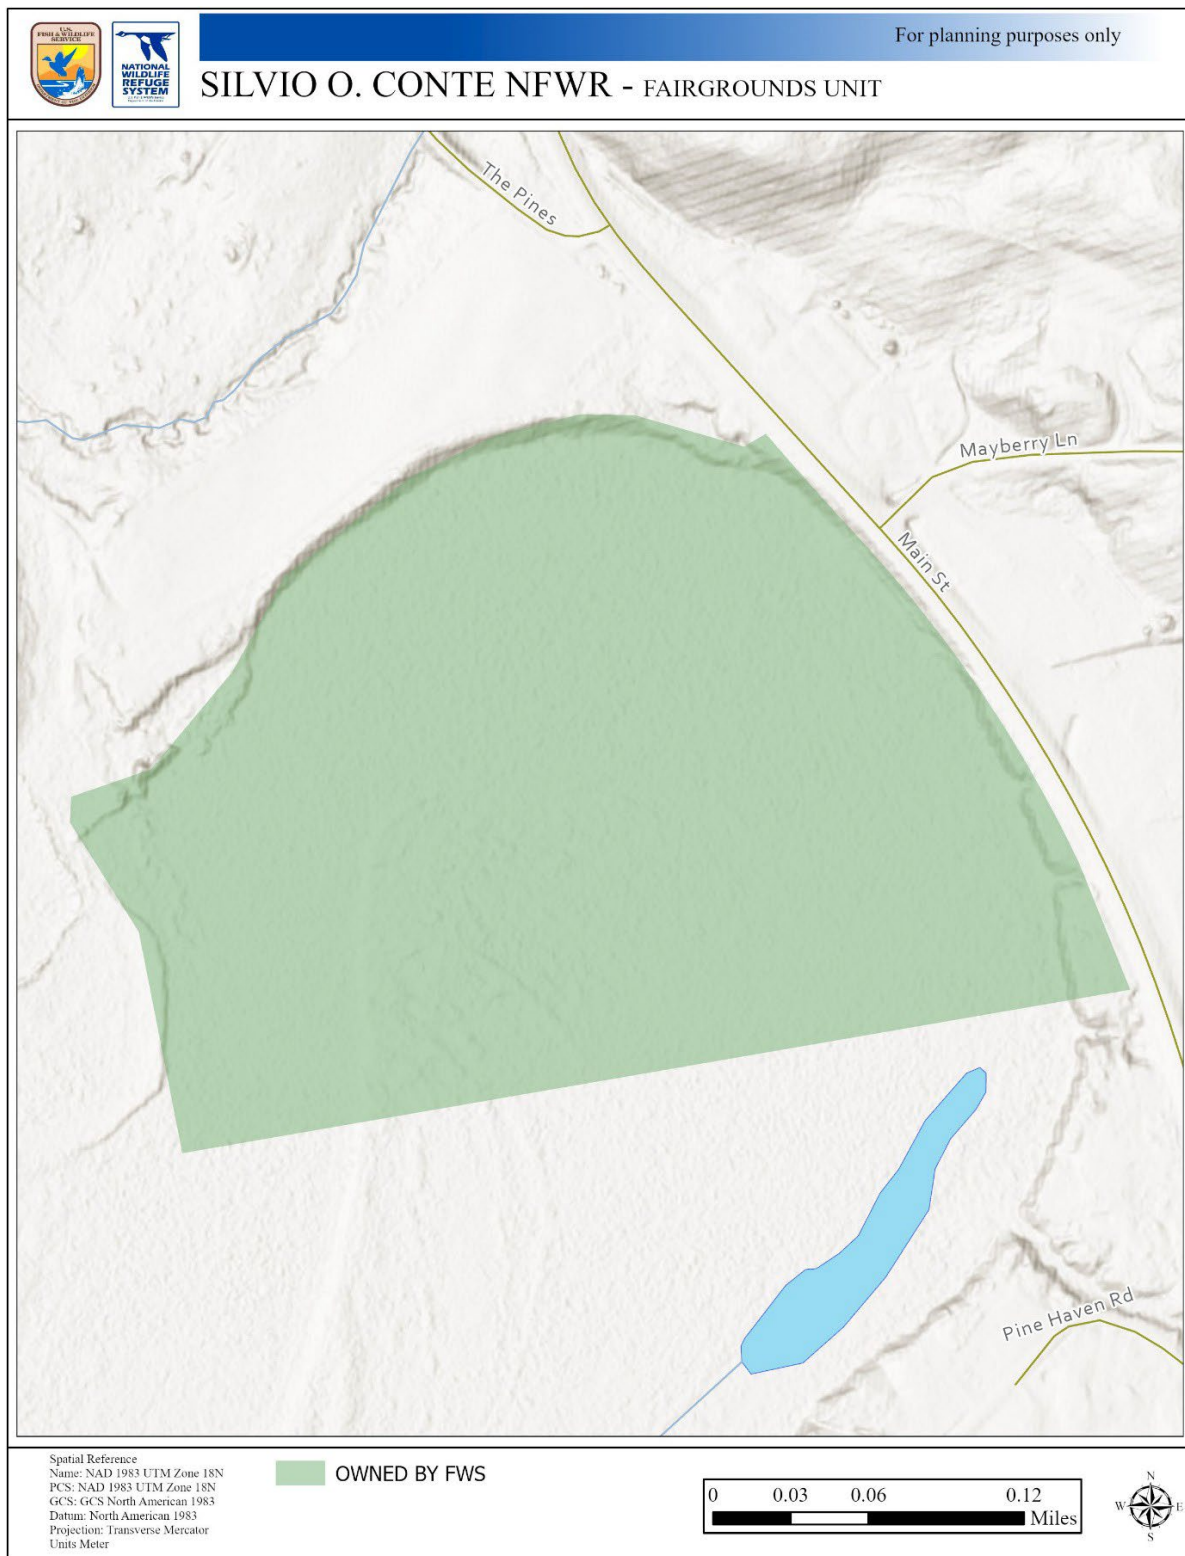 U.S.
FISH & WILDLIFE
SERVICE
NATIONAL
WILDLIFE
REFUGE
SYSTEM
For planning purposes only
SILVIO O. CONTE NFWR - FAIRGROUNDS UNIT
The Pines
Mayberry Ln
Main St
Pine Haven Rd
Spatial Reference
Name: NAD 1983 UTM Zone 18N
PCS: NAD 1983 UTM Zone 18N
GCS: GCS North American 1983
Datum: North American 1983
Projection: Transverse Mercator
Units Meter
OWNED BY FWS
0 0.03 0.06 0.12
Miles
N
W E
S